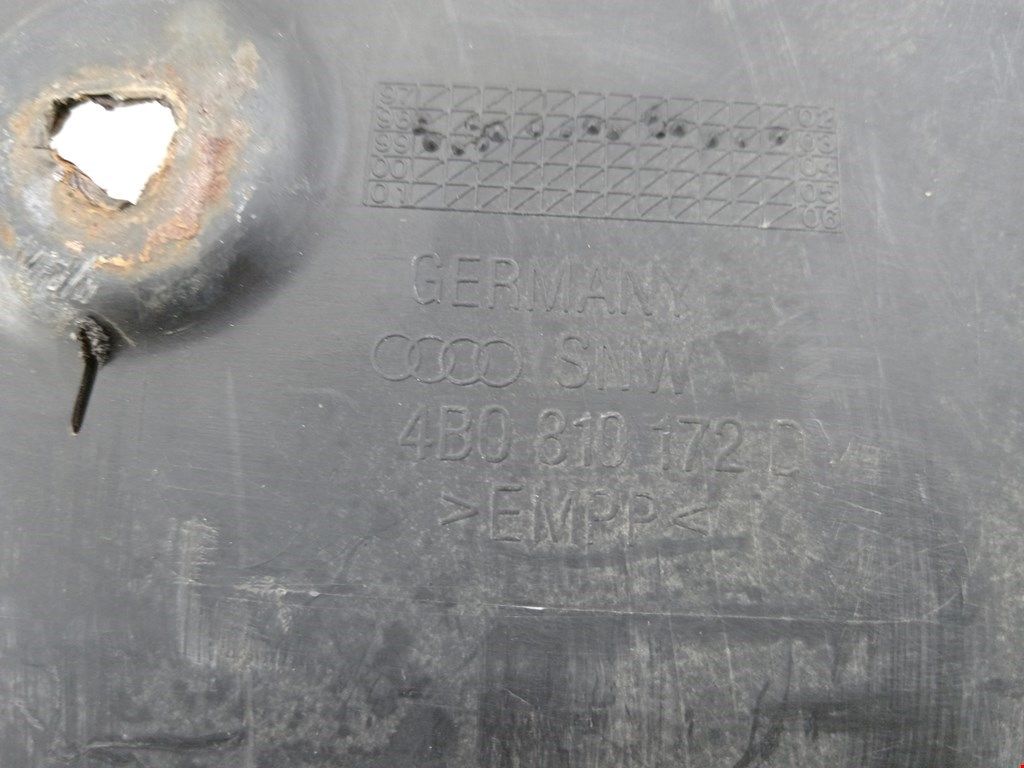 97 02
98 03
99 04
00 05
01 06
GERMANY
SNW
4B0 810 172 D
>EMPP<